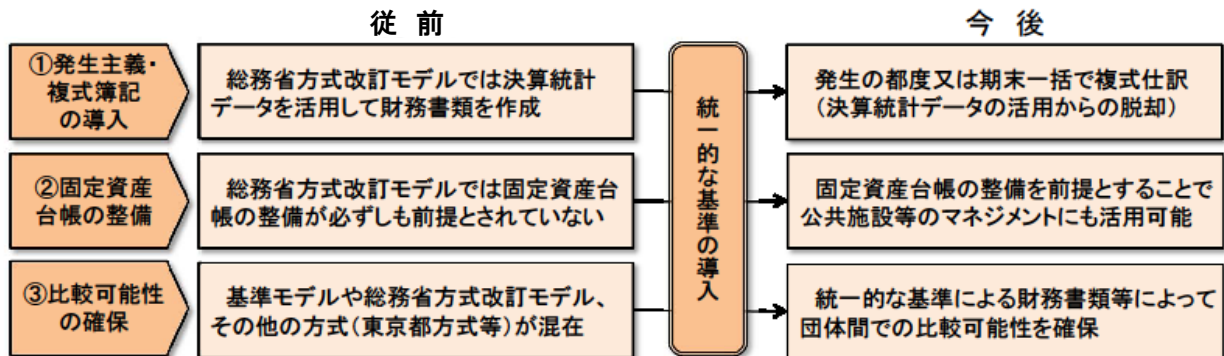 従 前
今 後
①発生主義・
複式簿記
の導入
総務省方式改訂モデルでは決算統計
データを活用して財務書類を作成
統一的な基準の導入
発生の都度又は期末一括で複式仕訳
（決算統計データの活用からの脱却）
②固定資産
台帳の整備
総務省方式改訂モデルでは固定資産台
帳の整備が必ずしも前提とされていない
固定資産台帳の整備を前提とすることで
公共施設等のマネジメントにも活用可能
③比較可能性
の確保
基準モデルや総務省方式改訂モデル、
その他の方式（東京都方式等）が混在
統一的な基準による財務書類等によって
団体間での比較可能性を確保